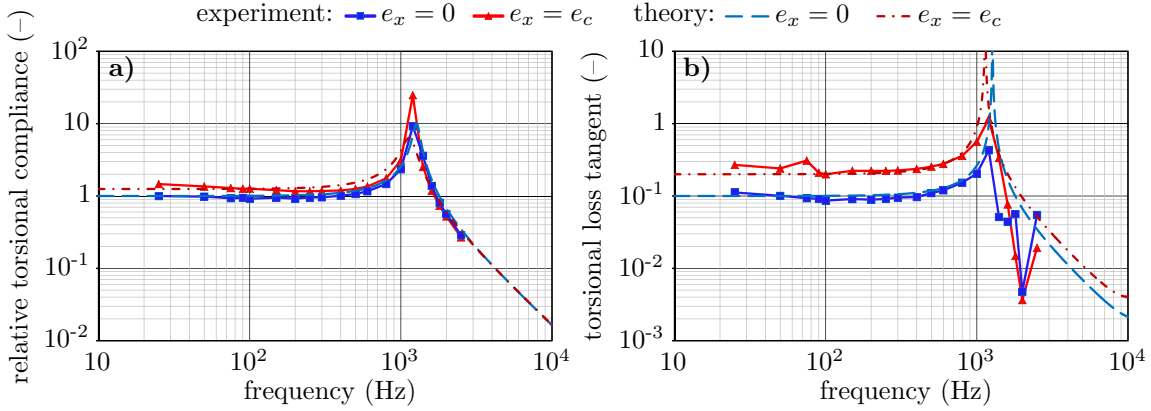 experiment: e_x = 0 e_x = e_c theory: e_x = 0 e_x = e_c
relative torsional compliance (–)
a)
10^2
10
1
10^-1
10^-2
10 10^2 10^3 10^4
frequency (Hz)
torsional loss tangent (–)
b)
10
1
10^-1
10^-2
10^-3
10 10^2 10^3 10^4
frequency (Hz)